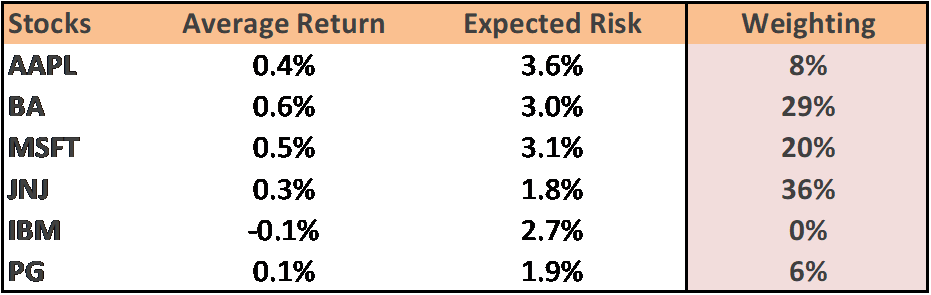 Stocks Average Return Expected Risk Weighting
AAPL 0.4% 3.6% 8%
BA 0.6% 3.0% 29%
MSFT 0.5% 3.1% 20%
JNJ 0.3% 1.8% 36%
IBM -0.1% 2.7% 0%
PG 0.1% 1.9% 6%